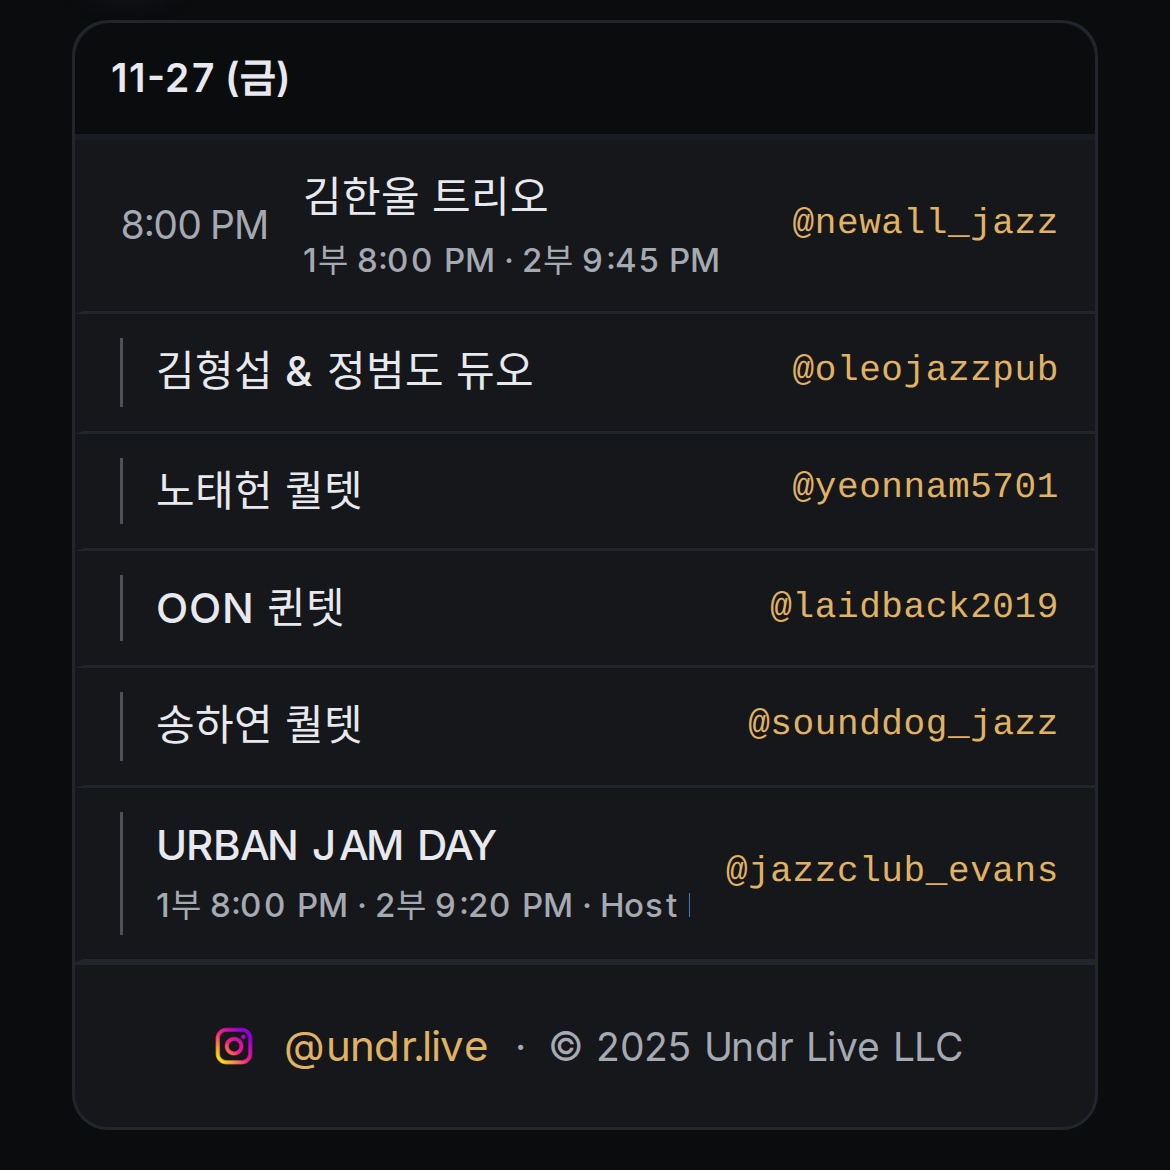 11-27 (금)
8:00 PM 김한울 트리오 @newall_jazz
1부 8:00 PM · 2부 9:45 PM
김형섭 & 정범도 듀오 @oleojazzpub
노태헌 퀄텟 @yeonnam5701
OON 퀸텟 @laidback2019
송하연 퀄텟 @sounddog_jazz
URBAN JAM DAY @jazzclub_evans
1부 8:00 PM · 2부 9:20 PM · Host
@undr.live · © 2025 Undr Live LLC